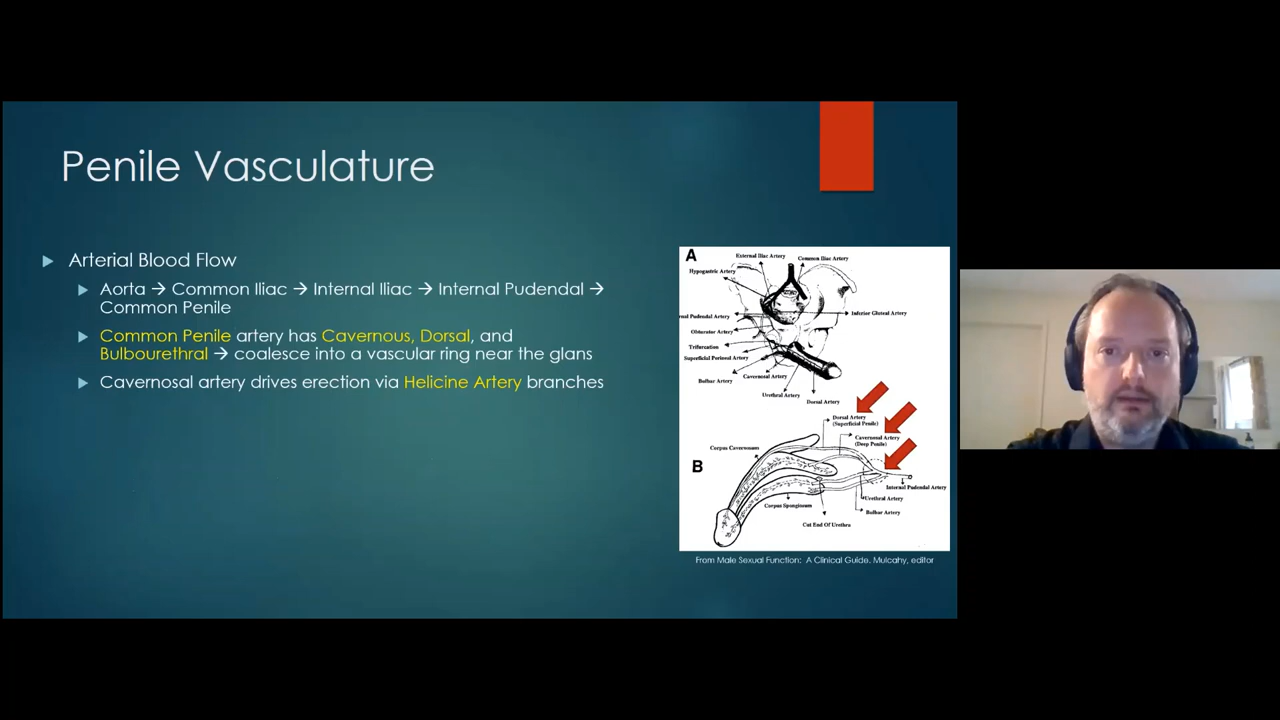 Penile Vasculature
Arterial Blood Flow
Aorta → Common Iliac → Internal Iliac → Internal Pudendal →
Common Penile
Common Penile artery has Cavernous, Dorsal, and
Bulbourethral → coalesce into a vascular ring near the glans
Cavernosal artery drives erection via Helicine Artery branches
A
External Iliac Artery
Common Iliac Artery
Hypogastric Artery
nal Pudendal Artery
Inferior Gluteal Artery
Obturator Artery
Trifurcation
Superficial Perineal Artery
Bulbar Artery
Cavernosal Artery
Urethral Artery
Dorsal Artery
Dorsal Artery
(Superficial Penile)
Cavernosal Artery
(Deep Penile)
Corpus Cavernosum
B
Internal Pudendal Artery
Urethral Artery
Corpus Spongiosum
Bulbar Artery
Cut End Of Urethra
From Male Sexual Function: A Clinical Guide. Mulcahy, editor